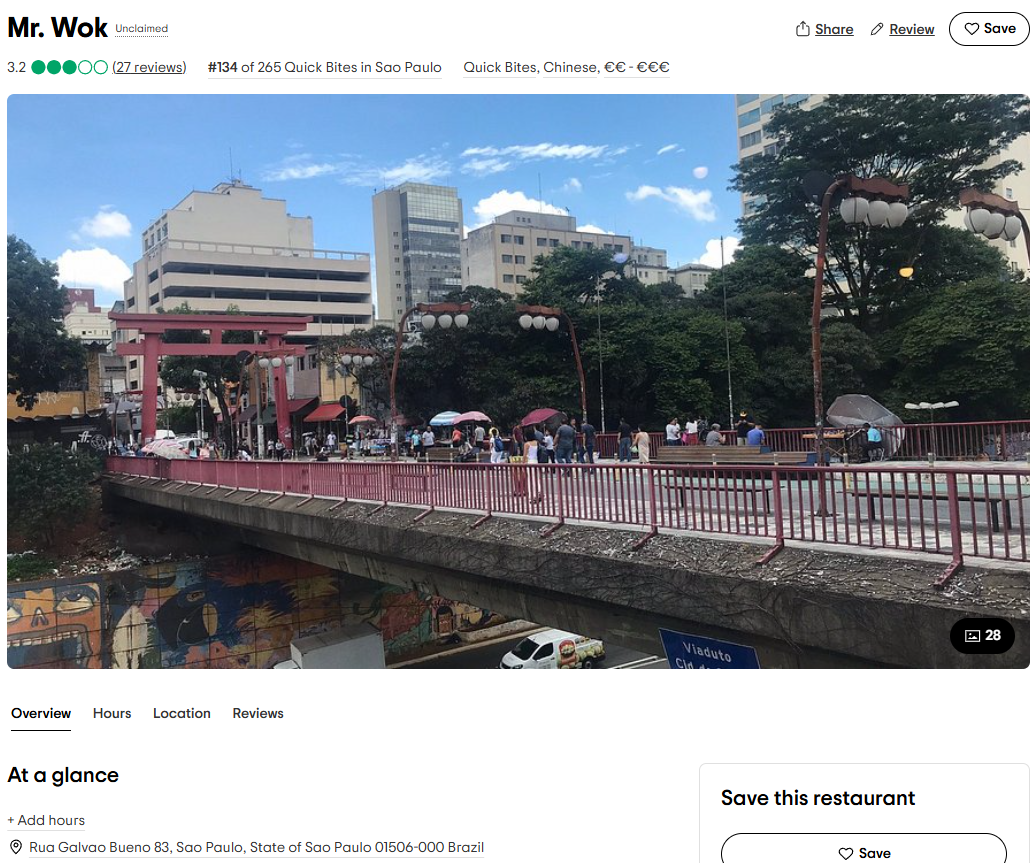 Mr. Wok Unclaimed
Share Review Save
3.2 (27 reviews) #134 of 265 Quick Bites in Sao Paulo Quick Bites, Chinese, €€ - €€€
Viaduto
28
Overview Hours Location Reviews
At a glance
Save this restaurant
+ Add hours
Rua Galvao Bueno 83, Sao Paulo, State of Sao Paulo 01506-000 Brazil
Save